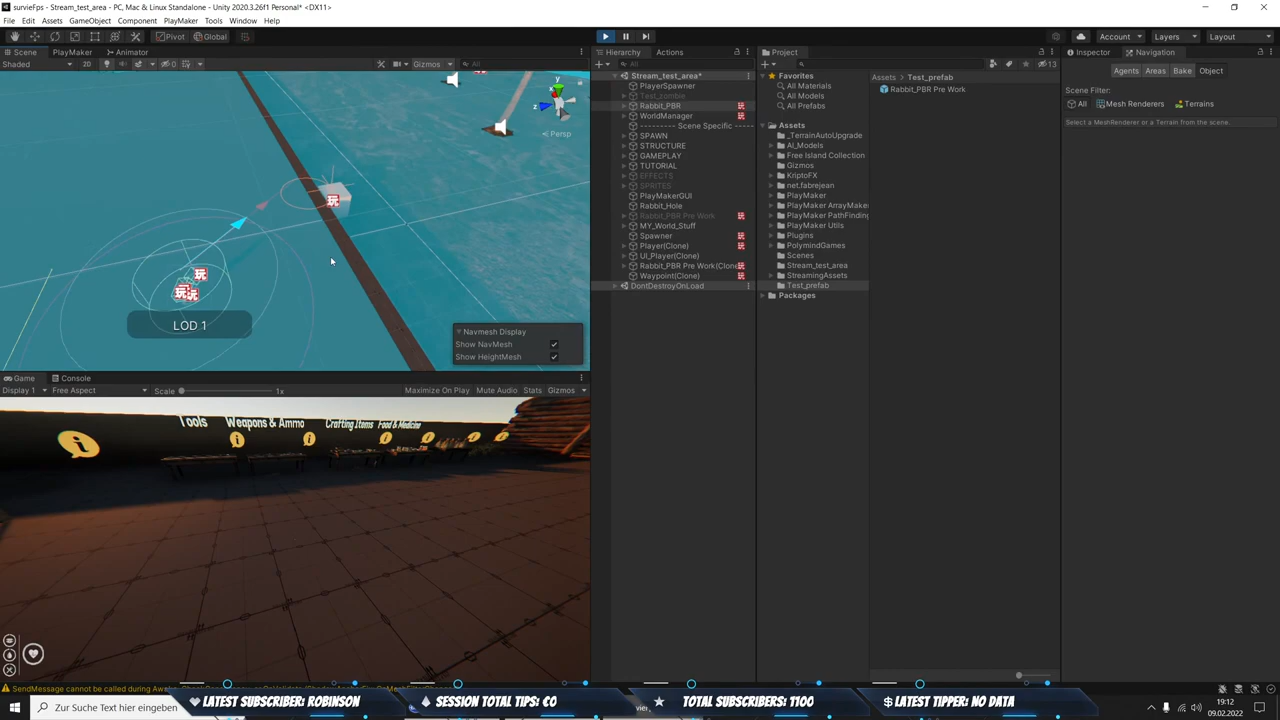 survieFps - Stream_test_area - PC, Mac & Linux Standalone - Unity 2020.3.26f1 Personal* <DX11>
File Edit Assets GameObject Component PlayMaker Tools Window Help
Pivot Global
Account Layers Layout
Scene PlayMaker Animator
Shaded 2D 0 Gizmos All
y
x
z
Persp
LOD 1
Navmesh Display
Show NavMesh
Show HeightMesh
Game Console
Display 1 Free Aspect Scale 1x Maximize On Play Mute Audio Stats Gizmos
Tools Weapons & Ammo Crafting Items Food & Medicine
SendMessage cannot be called during
Hierarchy Actions
All
Stream_test_area*
PlayerSpawner
Test_zombie
Rabbit_PBR
WorldManager
--------- Scene Specific -----
SPAWN
STRUCTURE
GAMEPLAY
TUTORIAL
EFFECTS
SPRITES
PlayMakerGUI
Rabbit_Hole
Rabbit_PBR Pre Work
MY_World_Stuff
Spawner
Player(Clone)
UI_Player(Clone)
Rabbit_PBR Pre Work(Clone
Waypoint(Clone)
DontDestroyOnLoad
Project
13
Favorites
All Materials
All Models
All Prefabs
Assets
_TerrainAutoUpgrade
AI_Models
Free Island Collection
Gizmos
KriptoFX
net.fabrejean
PlayMaker
PlayMaker ArrayMake
PlayMaker PathFinding
PlayMaker Utils
Plugins
PolymindGames
Scenes
Stream_test_area
StreamingAssets
Test_prefab
Packages
Assets > Test_prefab
Rabbit_PBR Pre Work
Inspector Navigation
Agents Areas Bake Object
Scene Filter:
All Mesh Renderers Terrains
Select a MeshRenderer or a Terrain from the scene.
LATEST SUBSCRIBER: ROBINSON SESSION TOTAL TIPS: C0 TOTAL SUBSCRIBERS: 1100 LATEST TIPPER: NO DATA
Zur Suche Text hier eingeben
19:12
09.02.2022